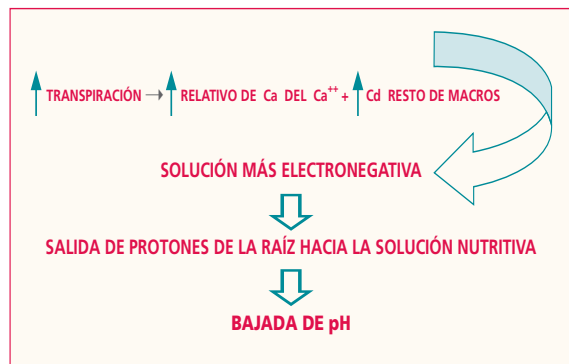 TRANSPIRACIÓN → RELATIVO DE Ca DEL Ca++ + Cd RESTO DE MACROS
SOLUCIÓN MÁS ELECTRONEGATIVA
SALIDA DE PROTONES DE LA RAÍZ HACIA LA SOLUCIÓN NUTRITIVA
BAJADA DE pH